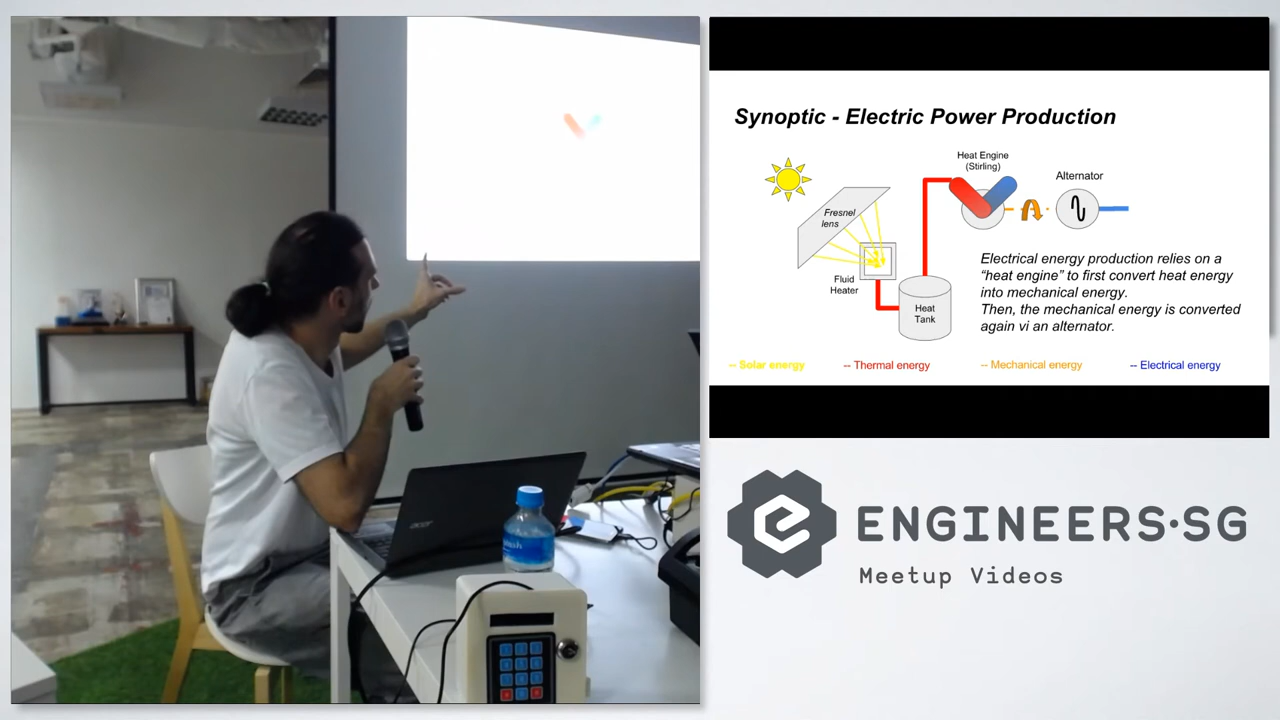 Synoptic - Electric Power Production
Heat Engine
(Stirling)
Alternator
Fresnel
lens
Fluid
Heater
Heat
Tank
Electrical energy production relies on a
“heat engine” to first convert heat energy
into mechanical energy.
Then, the mechanical energy is converted
again vi an alternator.
-- Solar energy
-- Thermal energy
-- Mechanical energy
-- Electrical energy
ENGINEERS·SG
Meetup Videos
acer